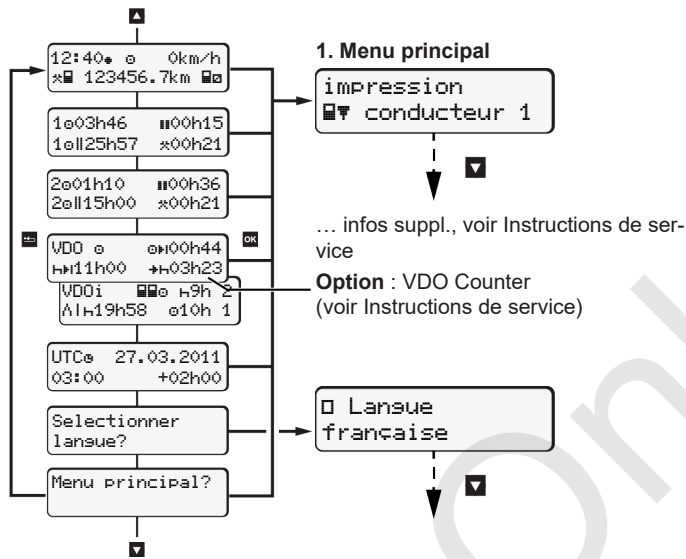 12:40 0km/h
123456.7km
1 03h46 00h15
1 25h57 00h21
2 01h10 00h36
2 15h00 00h21
VDO 00h44
11h00 03h23
VDOi 9h 2
19h58 10h 1
UTC 27.03.2011
03:00 +02h00
Selectionner
langue?
Menu principal?
OK
1. Menu principal
impression
conducteur 1
… infos suppl., voir Instructions de ser-
vice
Option : VDO Counter
(voir Instructions de service)
Langue
française